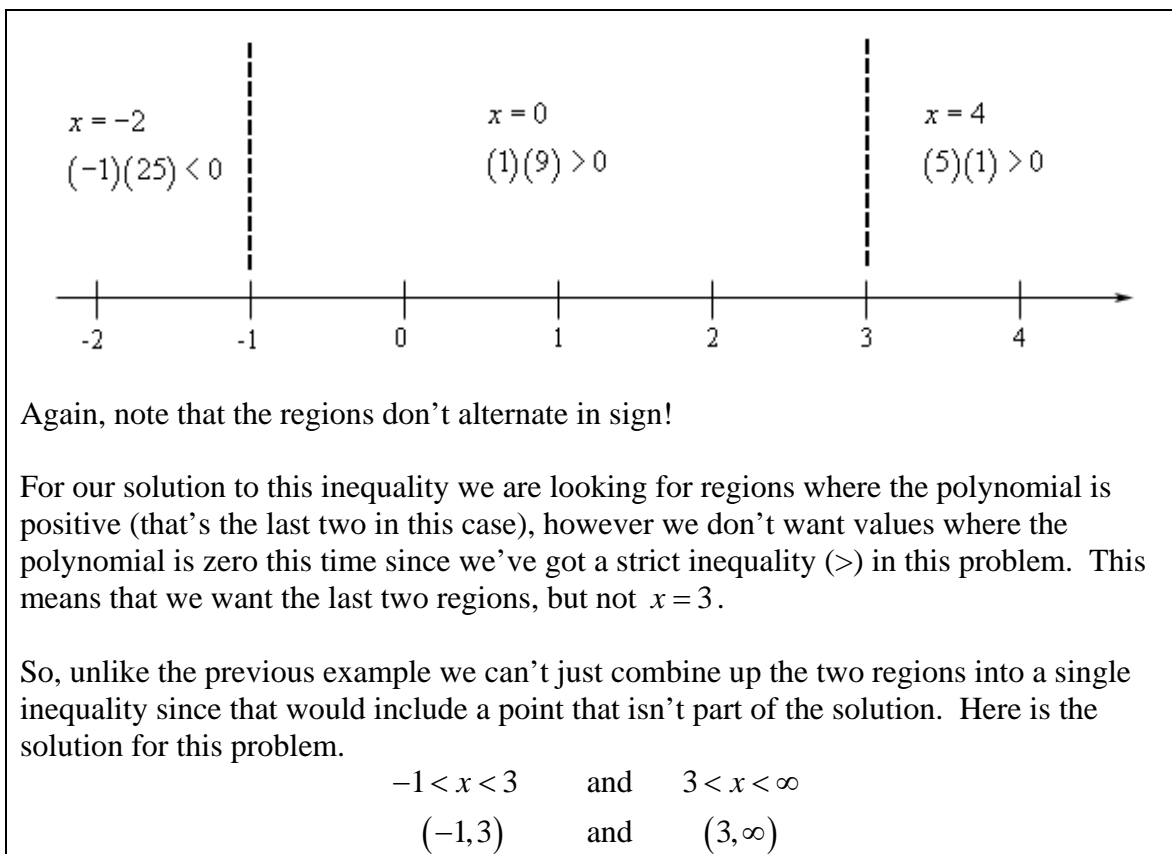 x = −2 x = 0 x = 4
(−1)(25) < 0 (1)(9) > 0 (5)(1) > 0
-2 -1 0 1 2 3 4
Again, note that the regions don’t alternate in sign!
For our solution to this inequality we are looking for regions where the polynomial is
positive (that’s the last two in this case), however we don’t want values where the
polynomial is zero this time since we’ve got a strict inequality (>) in this problem. This
means that we want the last two regions, but not x = 3.
So, unlike the previous example we can’t just combine up the two regions into a single
inequality since that would include a point that isn’t part of the solution. Here is the
solution for this problem.
−1 < x < 3 and 3 < x < ∞
(−1,3) and (3,∞)